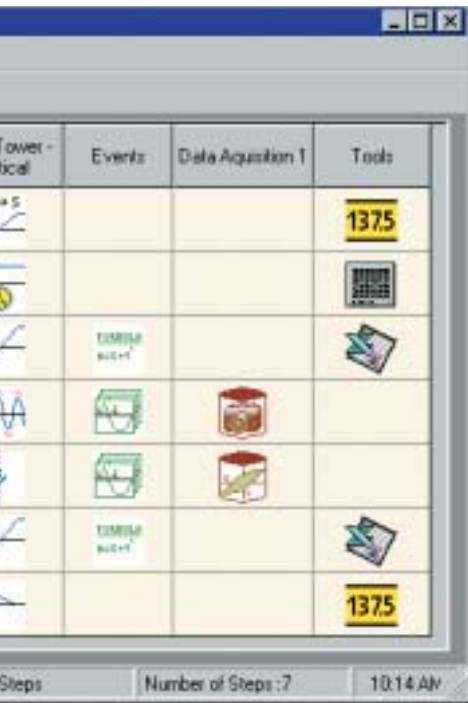 Tower -
tical
Events
Data Aquisition 1
Tools
137.5
137.5
Steps
Number of Steps :7
10:14 AM